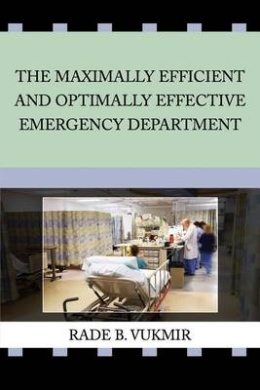 THE MAXIMALLY EFFICIENT
AND OPTIMALLY EFFECTIVE
EMERGENCY DEPARTMENT
RADE B. VUKMIR